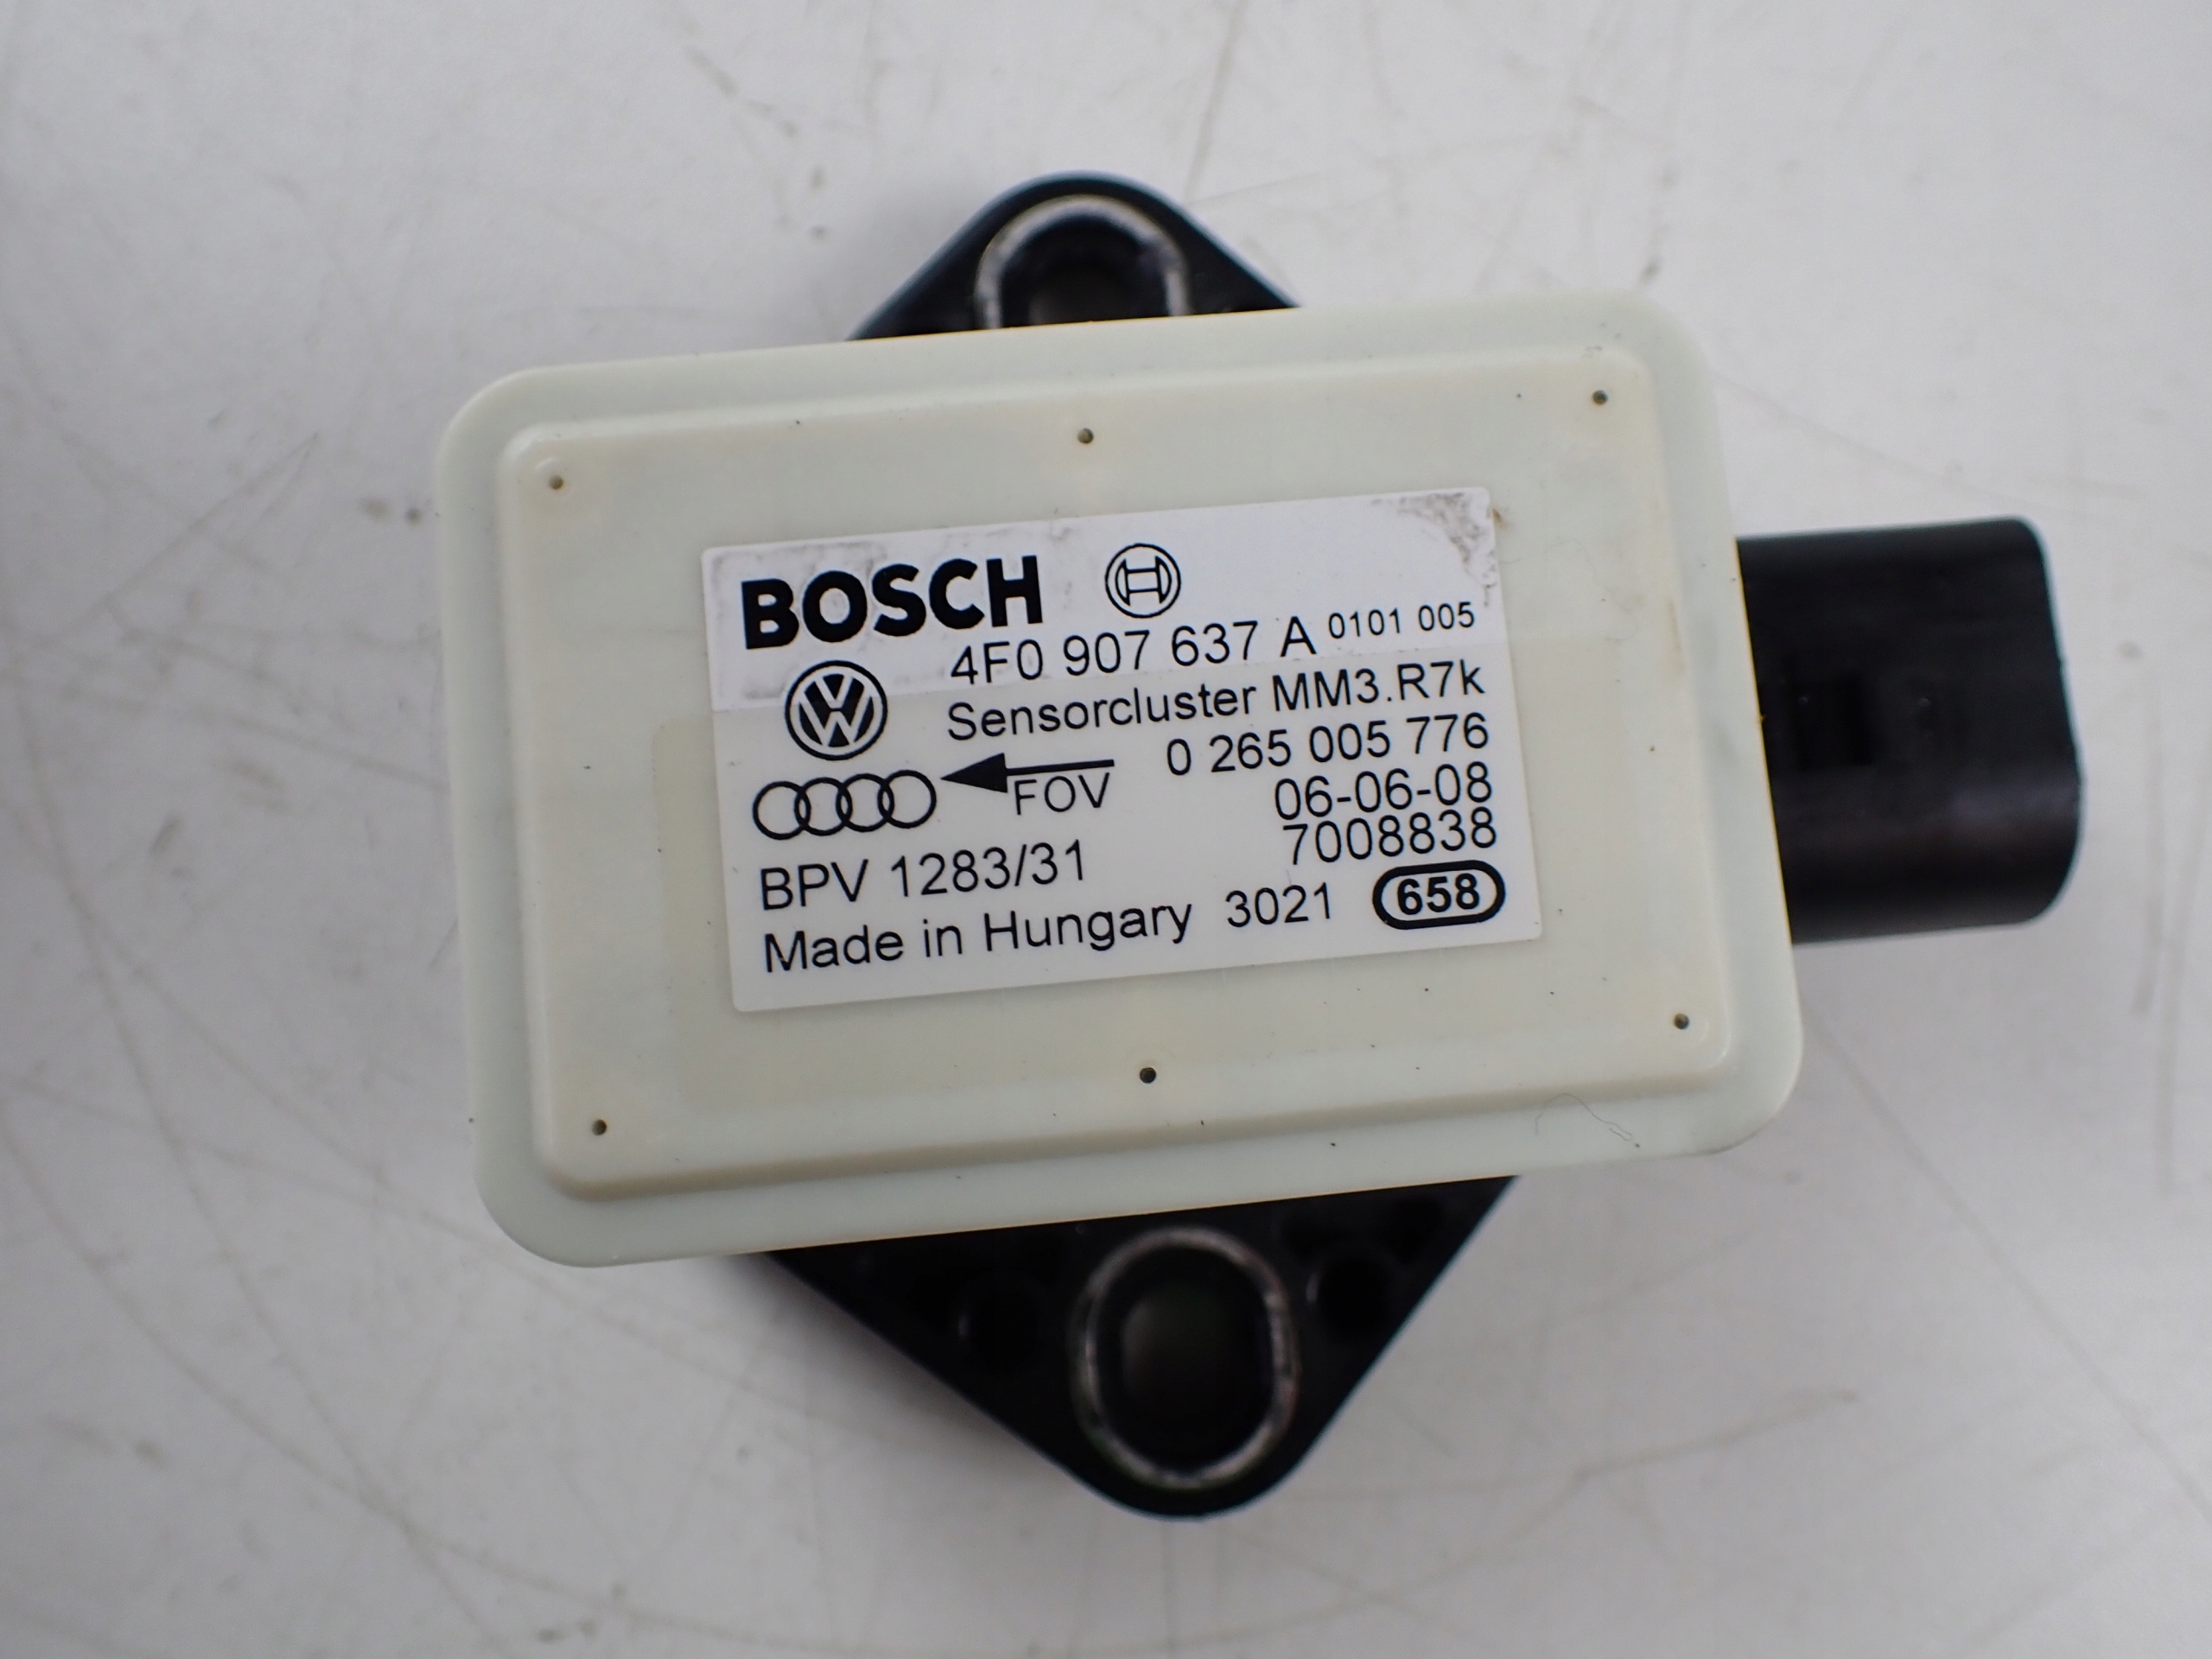 BOSCH
4F0 907 637 A 0101 005
Sensorcluster MM3.R7k
0 265 005 776
FOV
06-06-08
7008838
BPV 1283/31
Made in Hungary 3021 658